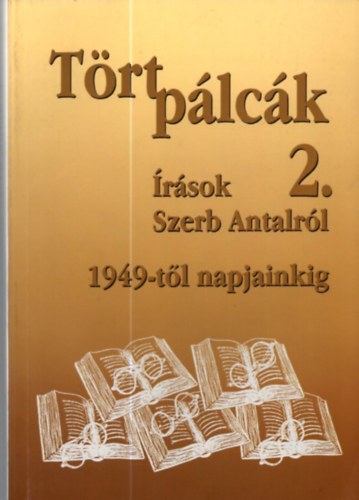 Tört
pálcák
2.
Írások
Szerb Antalról
1949-től napjainkig